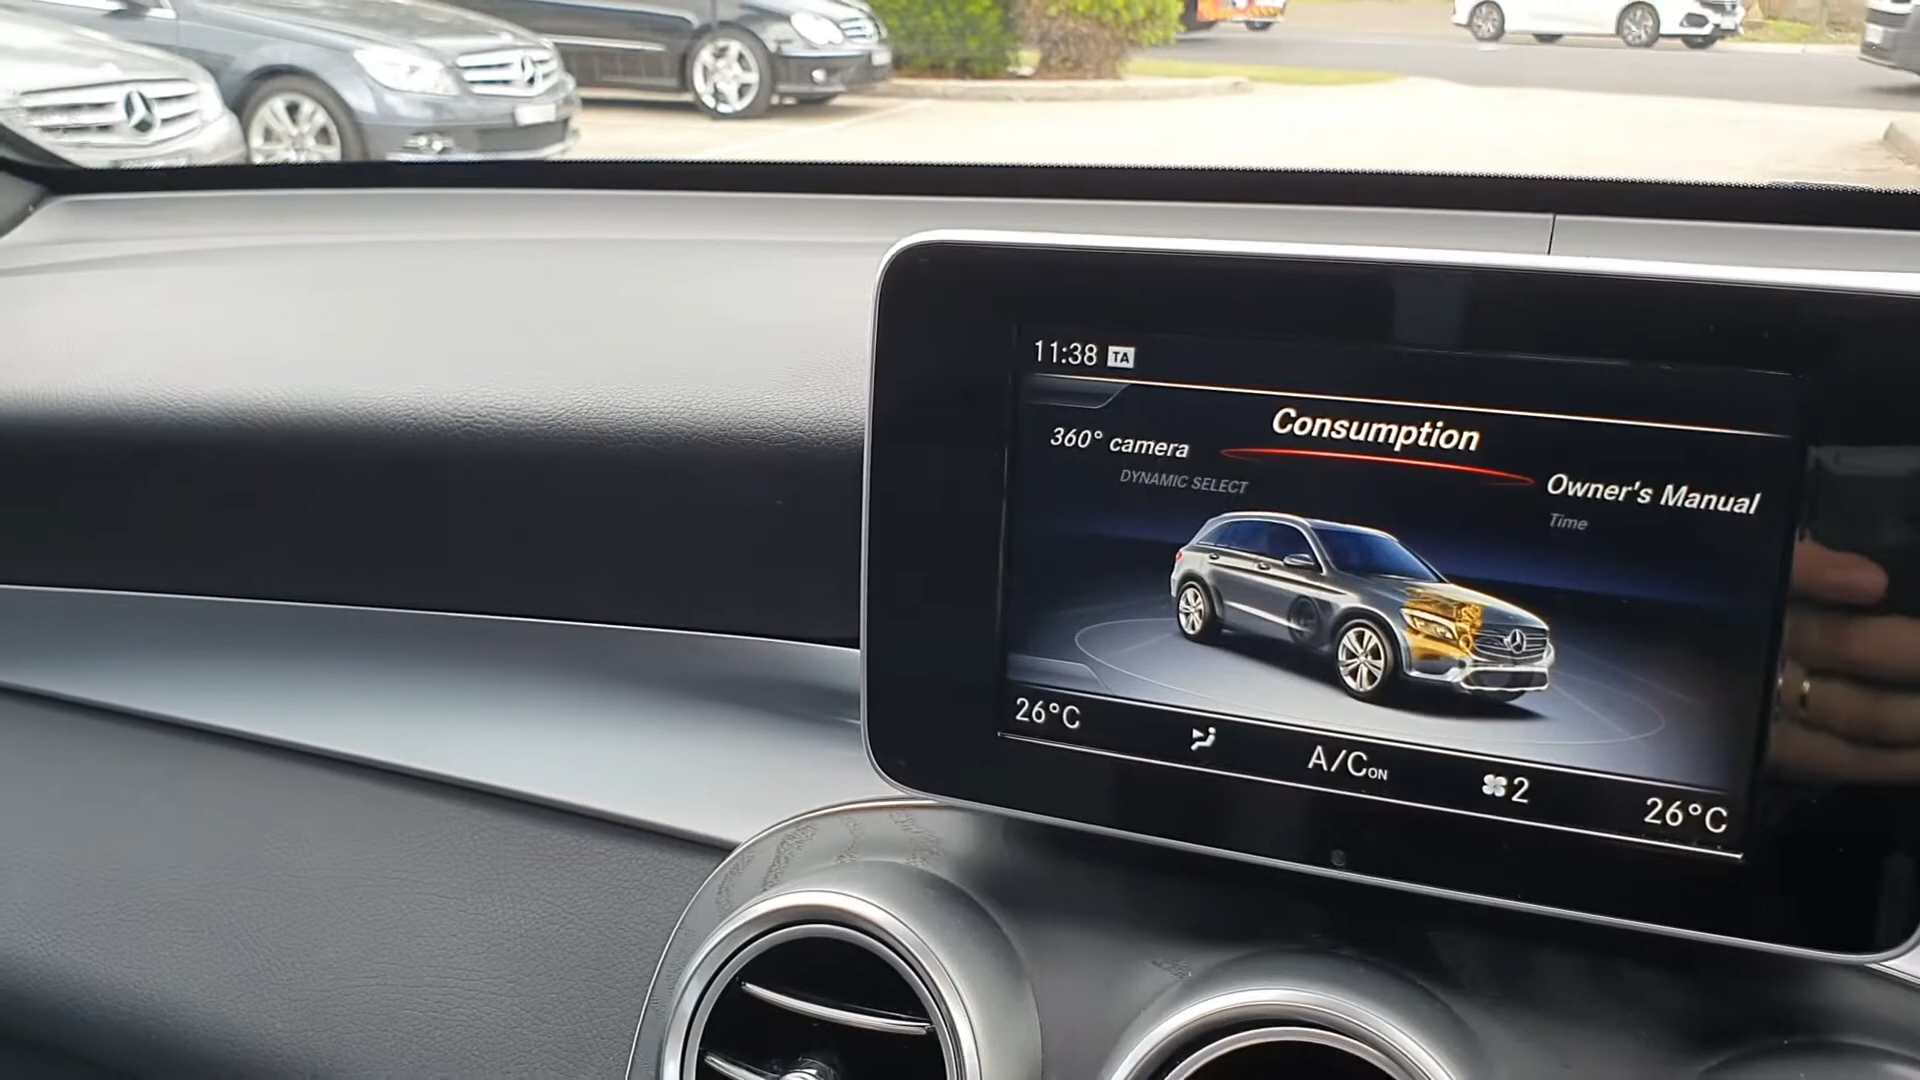 11:38 TA
Consumption
360° camera
DYNAMIC SELECT
Owner's Manual
Time
26°C
A/C ON
2
26°C